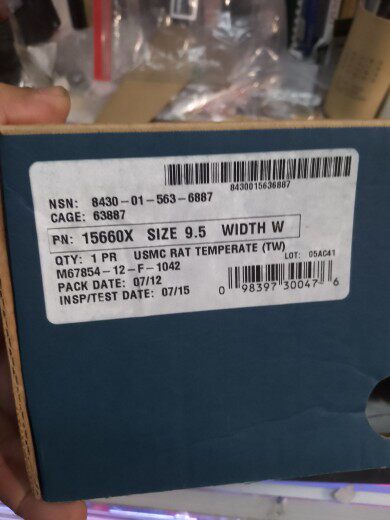 8430015636887
NSN: 8430-01-563-6887
CAGE: 63887
PN: 15660X SIZE 9.5 WIDTH W
QTY: 1 PR USMC RAT TEMPERATE (TW) LOT: 05AC41
M67854-12-F-1042
PACK DATE: 07/12
INSP/TEST DATE: 07/15
0 98397 30047 6